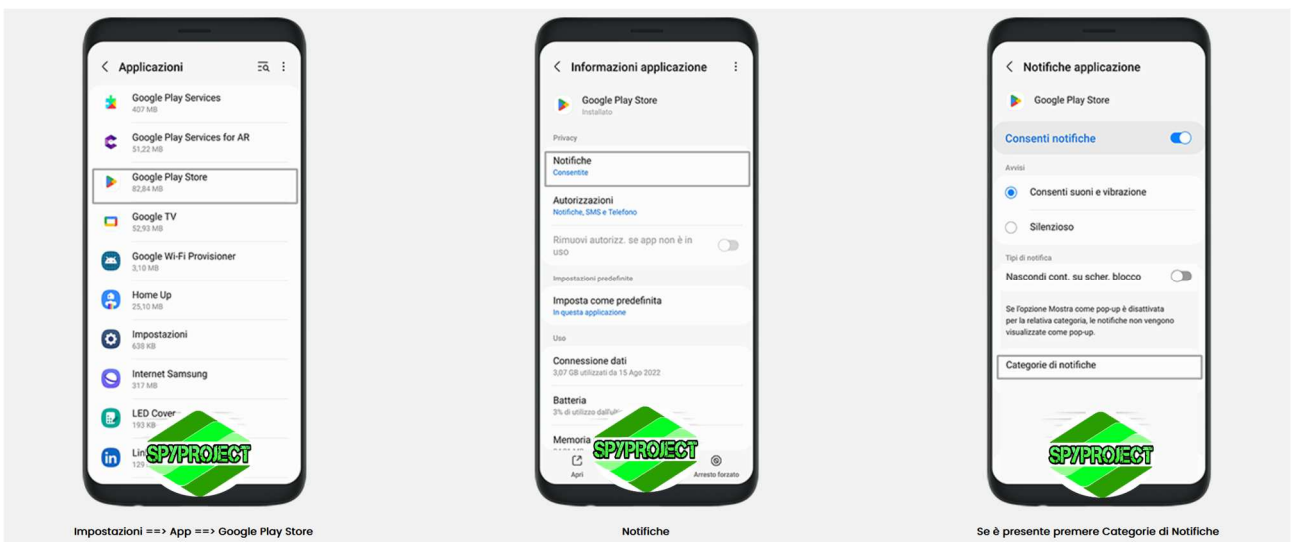 Applicazioni
Google Play Services
407 MB
Google Play Services for AR
51,22 MB
Google Play Store
82,84 MB
Google TV
52,93 MB
Google Wi-Fi Provisioner
3,10 MB
Home Up
25,10 MB
Impostazioni
638 KB
Internet Samsung
317 MB
LED Cover
193 KB
SPYPROJECT
Impostazioni ==> App ==> Google Play Store
Informazioni applicazione
Google Play Store
Installato
Privacy
Notifiche
Consentite
Autorizzazioni
Notifiche, SMS e Telefono
Rimuovi autorizz. se app non è in
uso
Impostazioni predefinite
Imposta come predefinita
In questa applicazione
Uso
Connessione dati
3,07 GB utilizzati da 15 Ago 2022
Batteria
3% di utilizzo
Memoria
SPYPROJECT
Apri
Arresto forzato
Notifiche
Notifiche applicazione
Google Play Store
Consenti notifiche
Avvisi
Consenti suoni e vibrazione
Silenzioso
Tipi di notifica
Nascondi cont. su scher. blocco
Se l'opzione Mostra come pop-up è disattivata
per la relativa categoria, le notifiche non vengono
visualizzate come pop-up.
Categorie di notifiche
SPYPROJECT
Se è presente premere Categorie di Notifiche